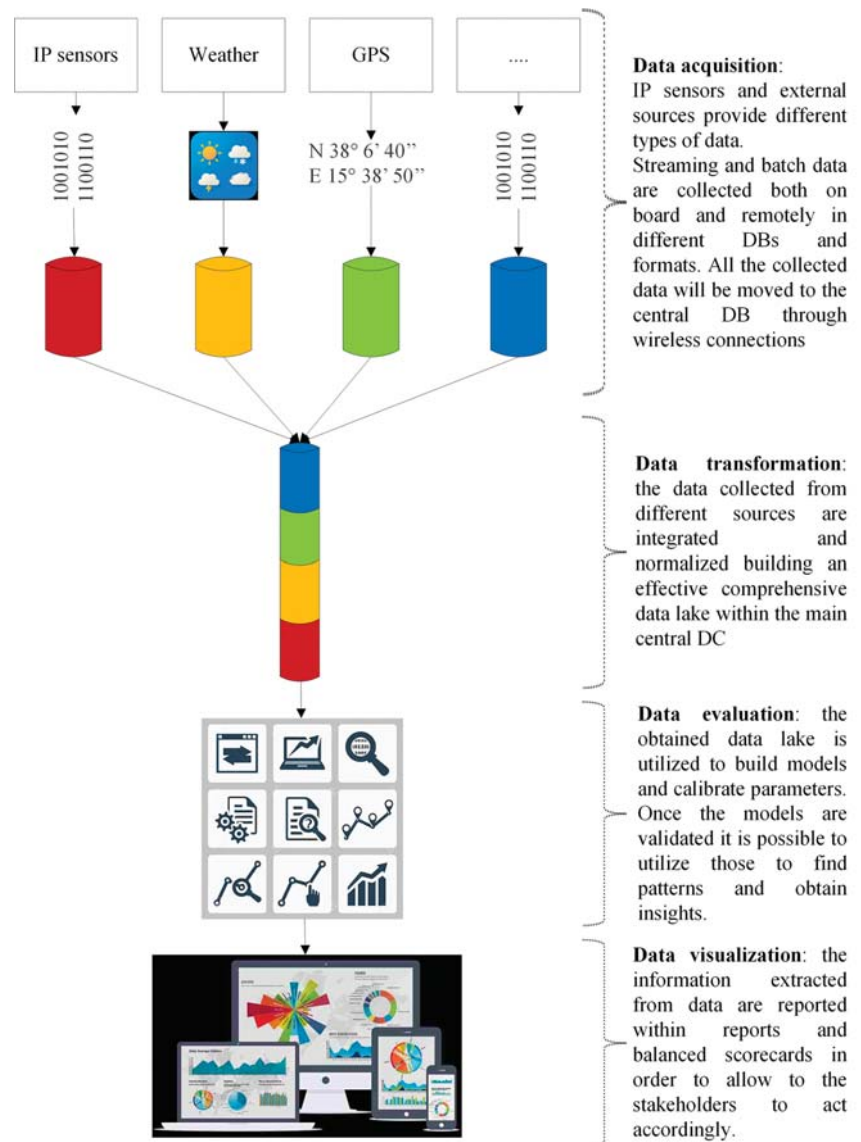 IP sensors
Weather
GPS
....
1001010
1100110
N 38° 6’ 40”
E 15° 38’ 50”
1001010
1100110
Data acquisition:
IP sensors and external
sources provide different
types of data.
Streaming and batch data
are collected both on
board and remotely in
different DBs and
formats. All the collected
data will be moved to the
central DB through
wireless connections
Data transformation:
the data collected from
different sources are
integrated and
normalized building an
effective comprehensive
data lake within the main
central DC
Data evaluation: the
obtained data lake is
utilized to build models
and calibrate parameters.
Once the models are
validated it is possible to
utilize those to find
patterns and obtain
insights.
Data visualization: the
information extracted
from data are reported
within reports and
balanced scorecards in
order to allow to the
stakeholders to act
accordingly.